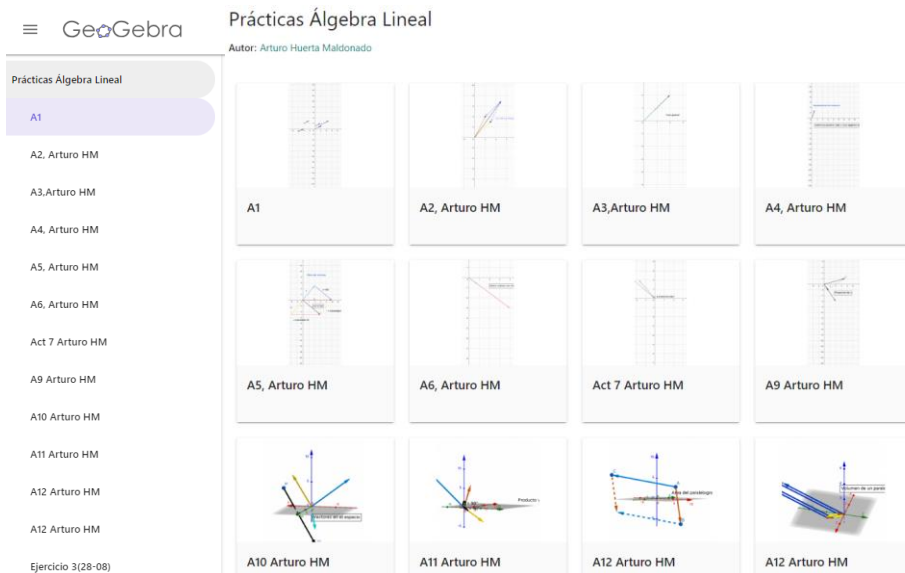 GeoGebra
Prácticas Álgebra Lineal
A1
A2, Arturo HM
A3,Arturo HM
A4, Arturo HM
A5, Arturo HM
A6, Arturo HM
Act 7 Arturo HM
A9 Arturo HM
A10 Arturo HM
A11 Arturo HM
A12 Arturo HM
A12 Arturo HM
Ejercicio 3(28-08)
Prácticas Álgebra Lineal
Autor: Arturo Huerta Maldonado
A1
A2, Arturo HM
A3,Arturo HM
A4, Arturo HM
A5, Arturo HM
A6, Arturo HM
Act 7 Arturo HM
A9 Arturo HM
Producto
A10 Arturo HM
A11 Arturo HM
A12 Arturo HM
A12 Arturo HM